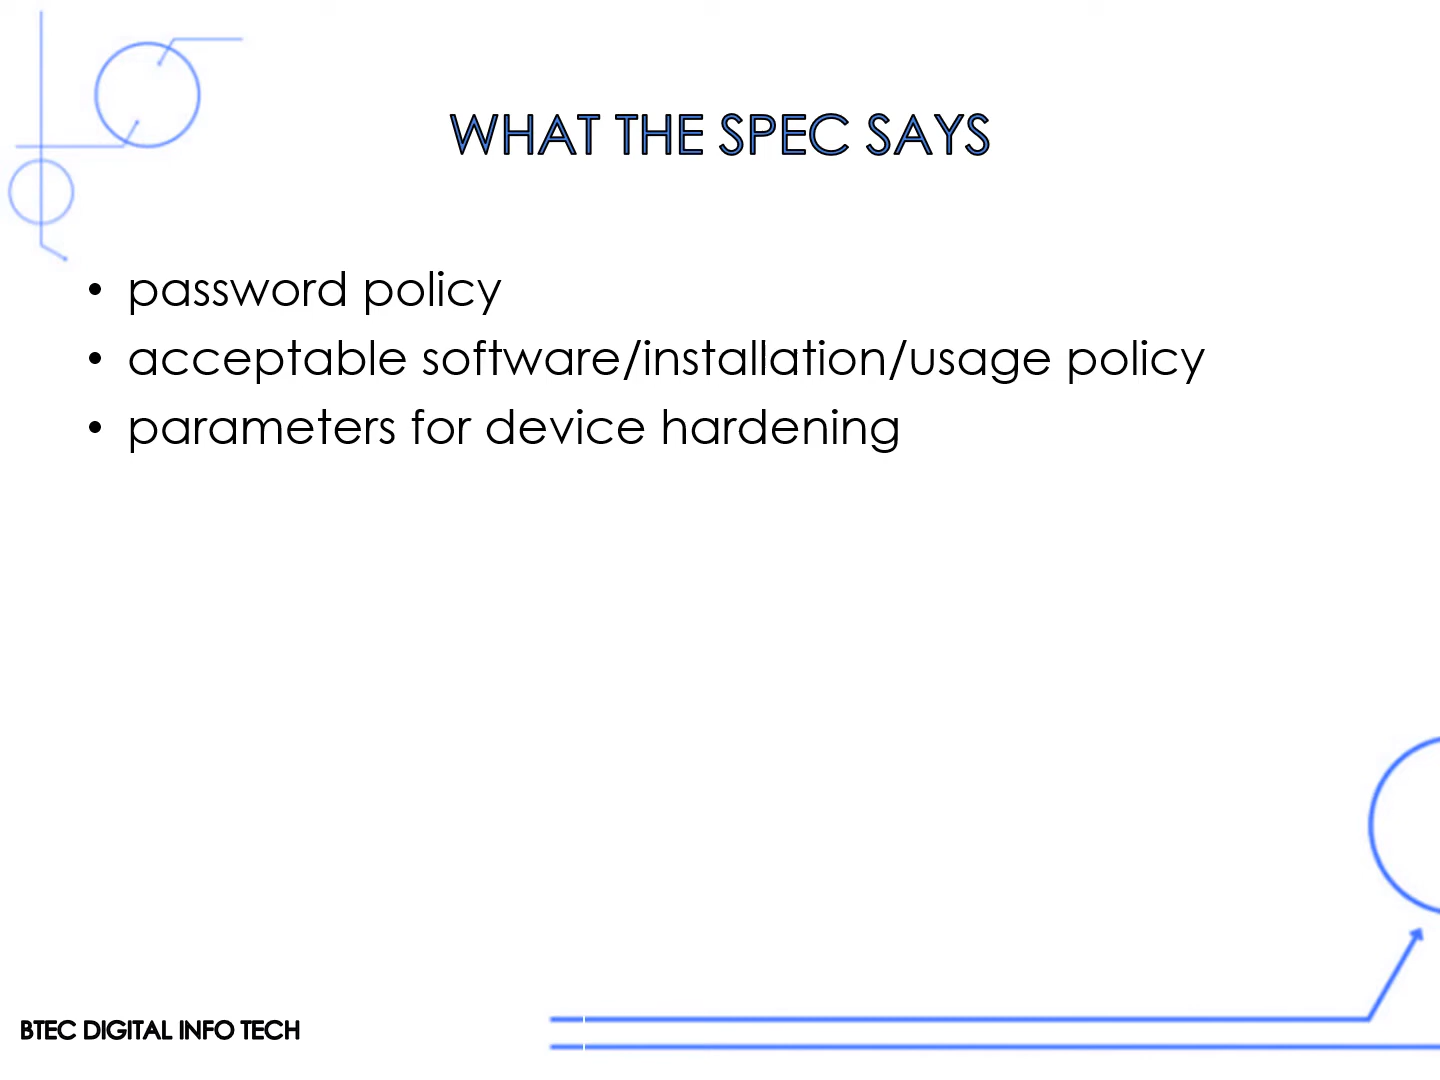 WHAT THE SPEC SAYS
• password policy
• acceptable software/installation/usage policy
• parameters for device hardening
BTEC DIGITAL INFO TECH